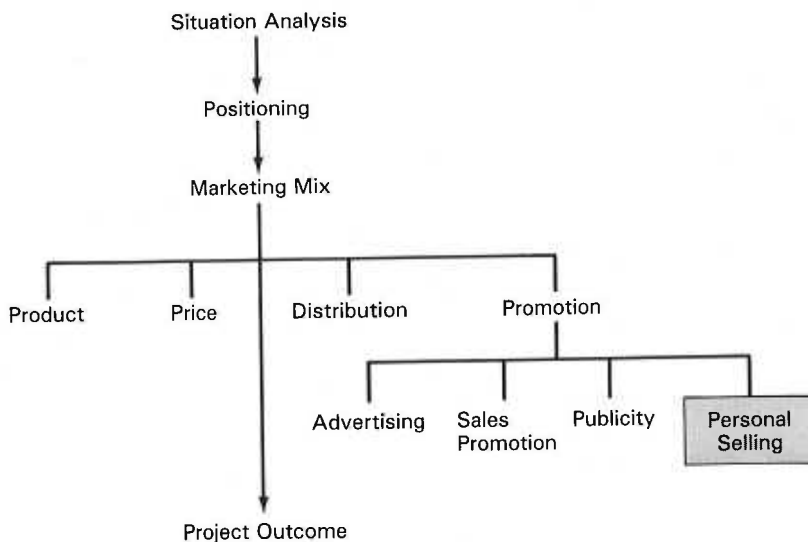 Situation Analysis
Positioning
Marketing Mix
Product
Price
Distribution
Promotion
Advertising
Sales
Promotion
Publicity
Personal
Selling
Project Outcome